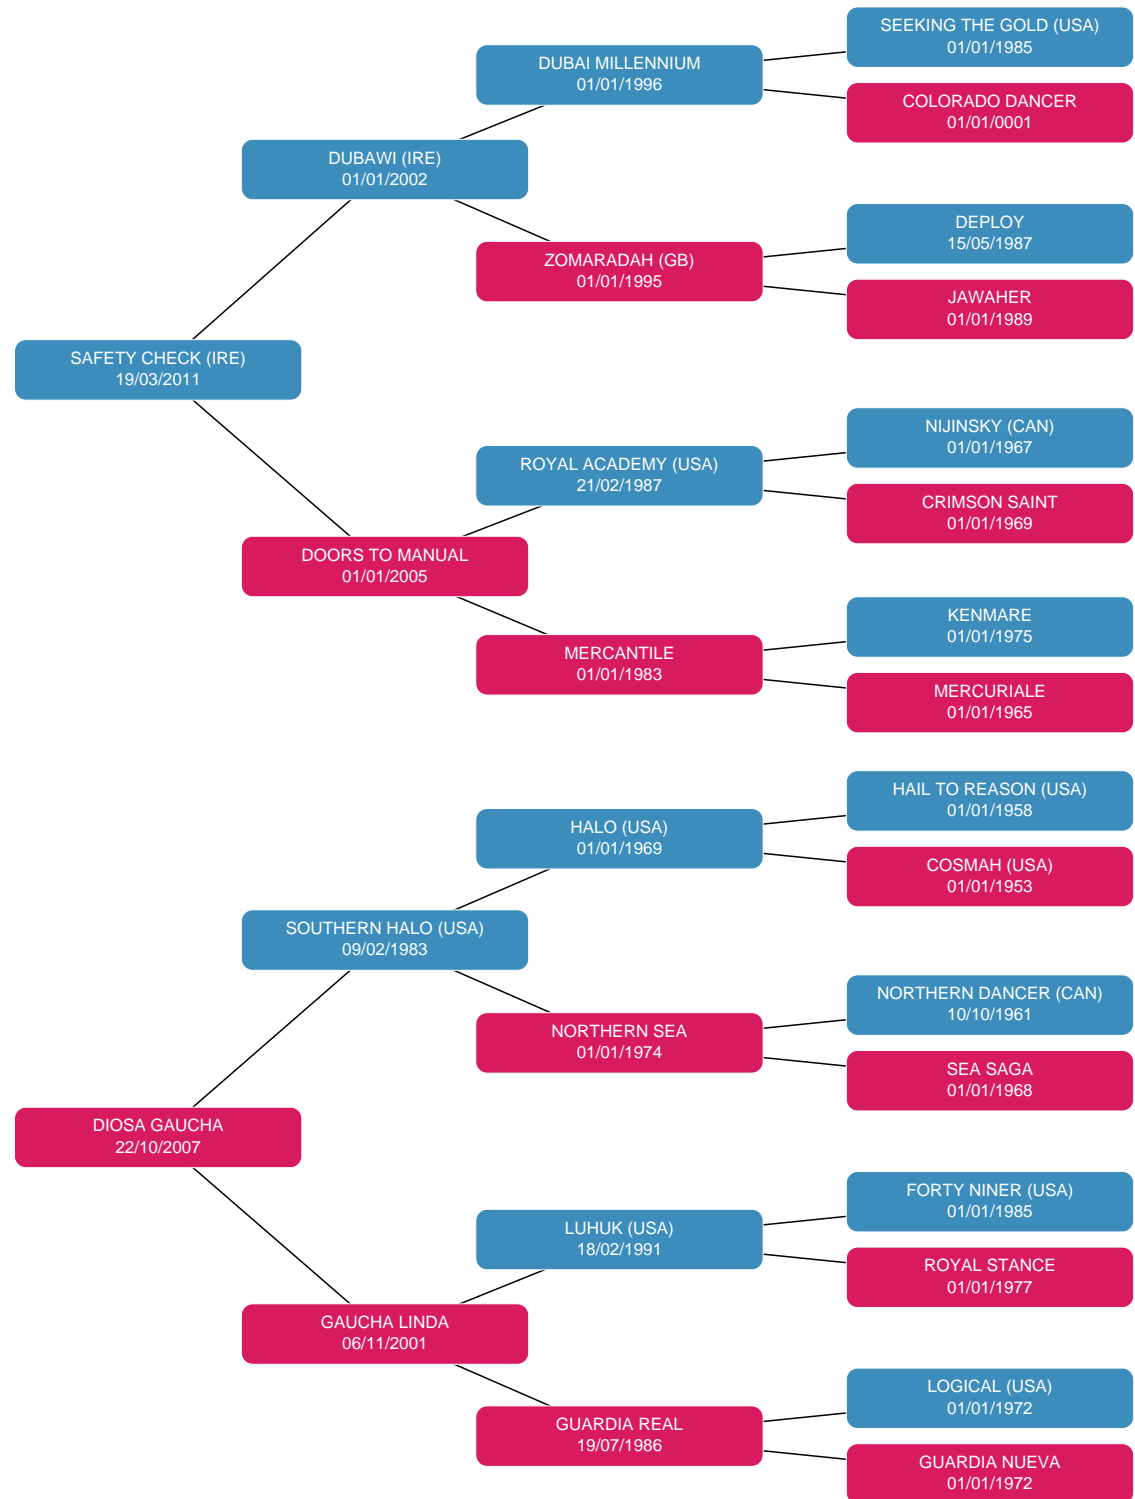 SEEKING THE GOLD (USA)
01/01/1985
DUBAI MILLENNIUM
01/01/1996
COLORADO DANCER
01/01/0001
DUBAWI (IRE)
01/01/2002
DEPLOY
15/05/1987
ZOMARADAH (GB)
01/01/1995
JAWAHER
01/01/1989
SAFETY CHECK (IRE)
19/03/2011
NIJINSKY (CAN)
01/01/1967
ROYAL ACADEMY (USA)
21/02/1987
CRIMSON SAINT
01/01/1969
DOORS TO MANUAL
01/01/2005
KENMARE
01/01/1975
MERCANTILE
01/01/1983
MERCURIALE
01/01/1965
HAIL TO REASON (USA)
01/01/1958
HALO (USA)
01/01/1969
COSMAH (USA)
01/01/1953
SOUTHERN HALO (USA)
09/02/1983
NORTHERN DANCER (CAN)
10/10/1961
NORTHERN SEA
01/01/1974
SEA SAGA
01/01/1968
DIOSA GAUCHA
22/10/2007
FORTY NINER (USA)
01/01/1985
LUHUK (USA)
18/02/1991
ROYAL STANCE
01/01/1977
GAUCHA LINDA
06/11/2001
LOGICAL (USA)
01/01/1972
GUARDIA REAL
19/07/1986
GUARDIA NUEVA
01/01/1972